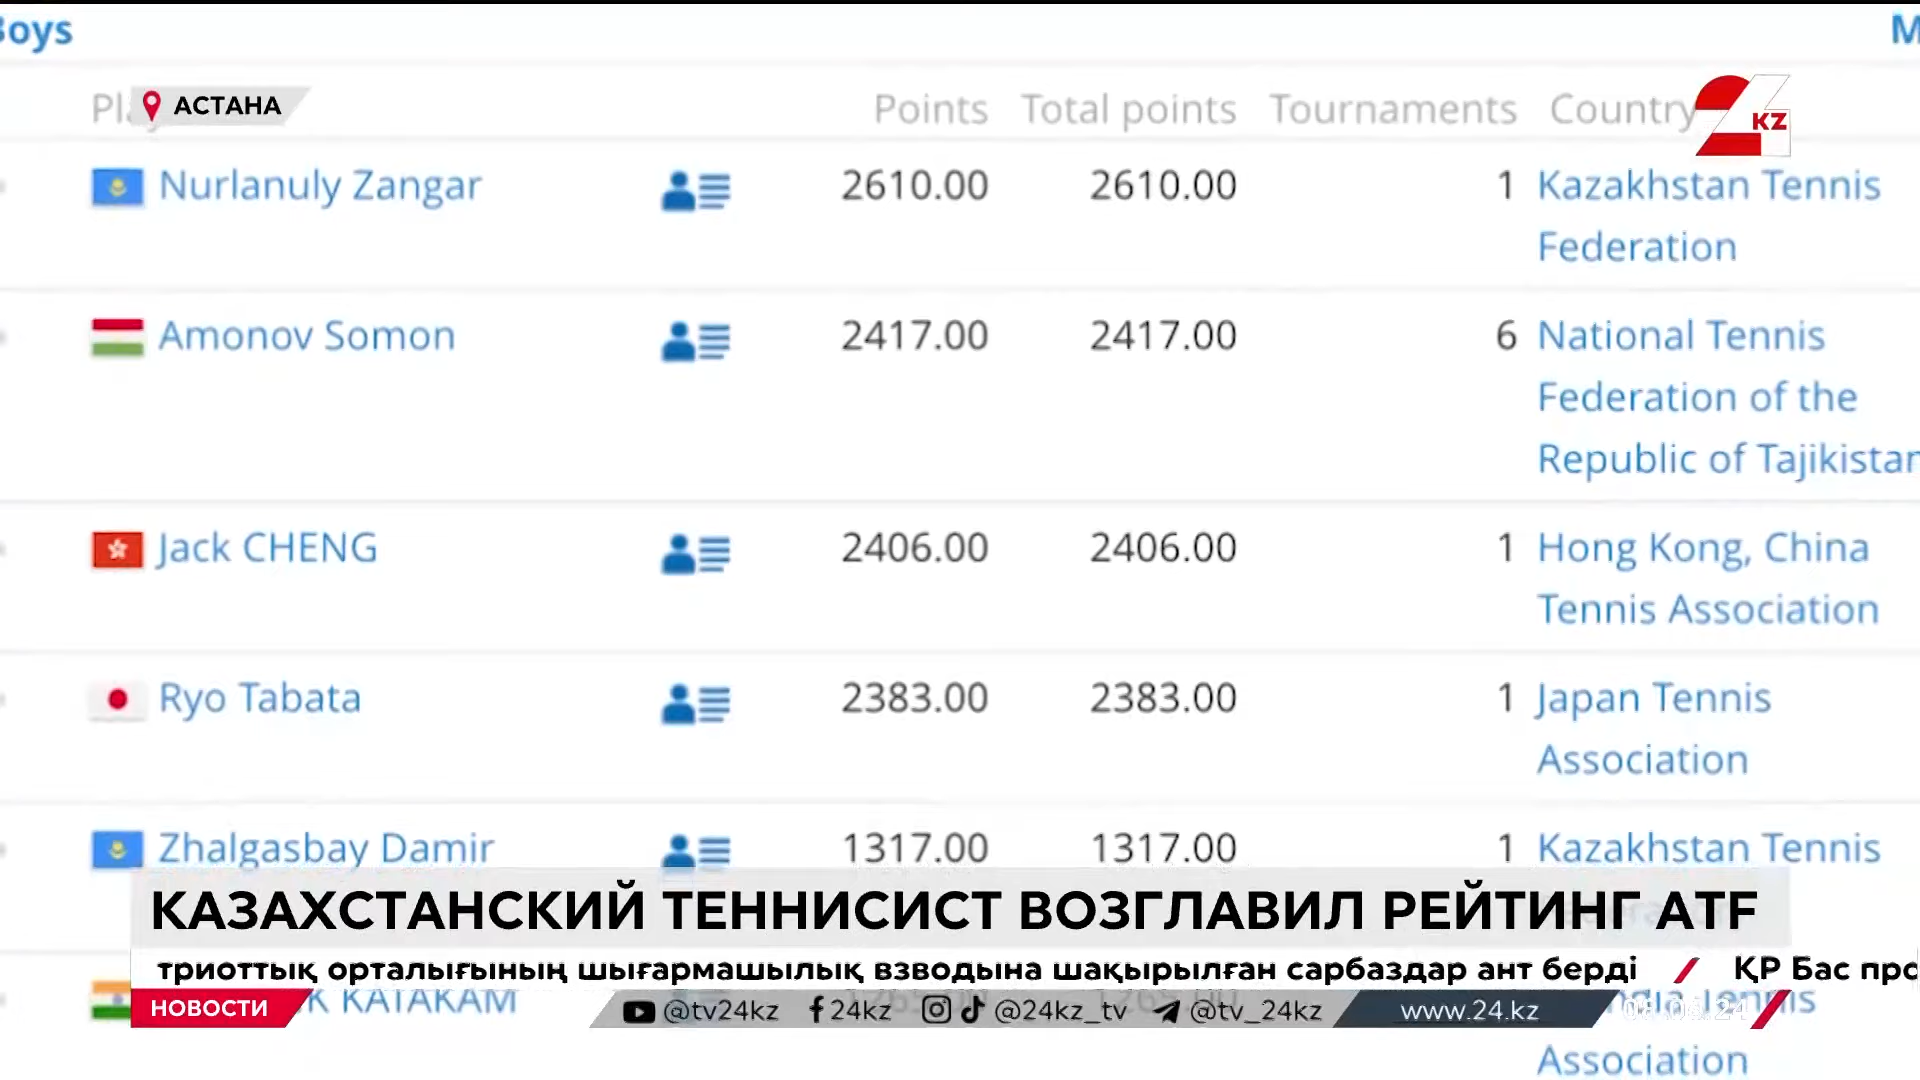 Boys
АСТАНА
Points Total points Tournaments Country
KZ
Nurlanuly Zangar 2610.00 2610.00 1 Kazakhstan Tennis
Federation
Amonov Somon 2417.00 2417.00 6 National Tennis
Federation of the
Republic of Tajikistan
Jack CHENG 2406.00 2406.00 1 Hong Kong, China
Tennis Association
Ryo Tabata 2383.00 2383.00 1 Japan Tennis
Association
Zhalgasbay Damir 1317.00 1317.00 1 Kazakhstan Tennis
КАЗАХСТАНСКИЙ ТЕННИСИСТ ВОЗГЛАВИЛ РЕЙТИНГ ATF
триоттық орталығының шығармашылық взводына шақырылған сарбаздар ант берді / ҚР Бас прс
K KATAKAM
НОВОСТИ @tv24kz 24kz @24kz_tv @tv_24kz www.24.kz
Association